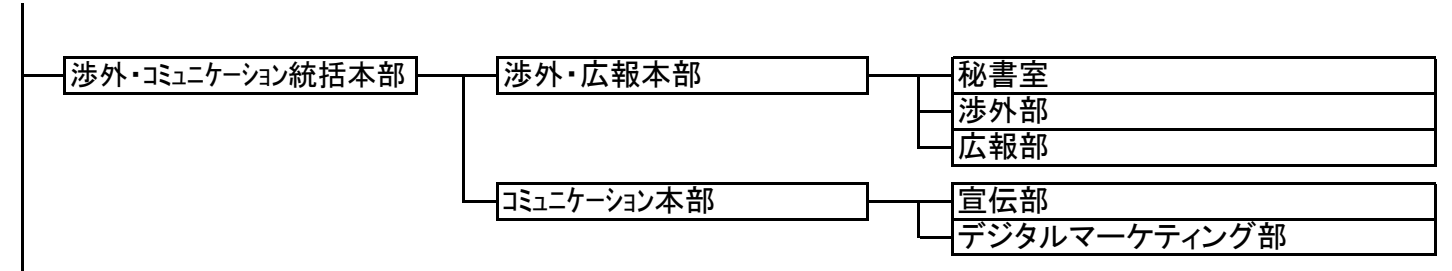 渉外・ｺﾐｭﾆｹｰｼｮﾝ統括本部
渉外・広報本部
秘書室
渉外部
広報部
ｺﾐｭﾆｹｰｼｮﾝ本部
宣伝部
デジタルマーケティング部